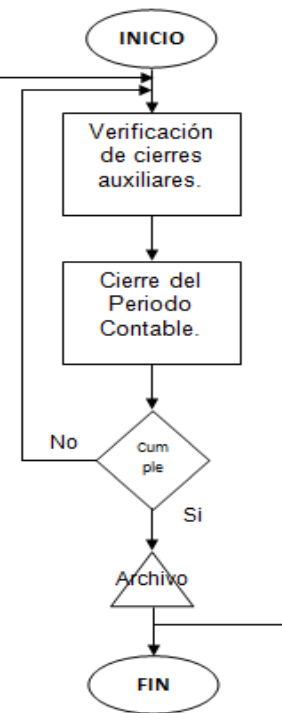 INICIO
Verificación
de cierres
auxiliares.
Cierre del
Periodo
Contable.
No
Cum
ple
Si
Archivo
FIN